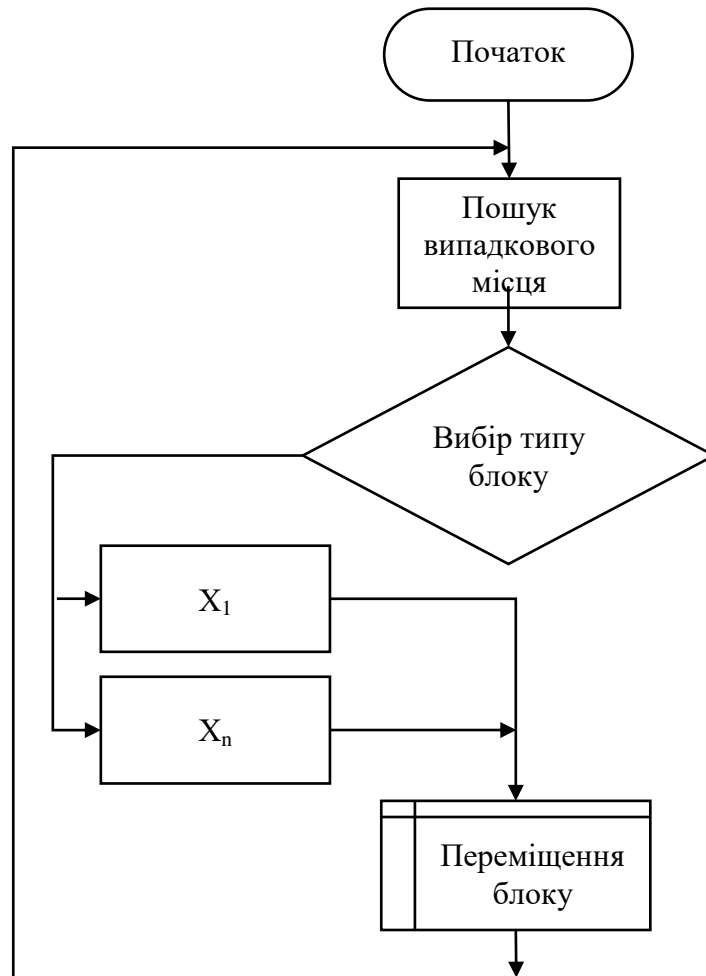 Початок
Пошук
випадкового
місця
Вибір типу
блоку
X₁
Xₙ
Переміщення
блоку